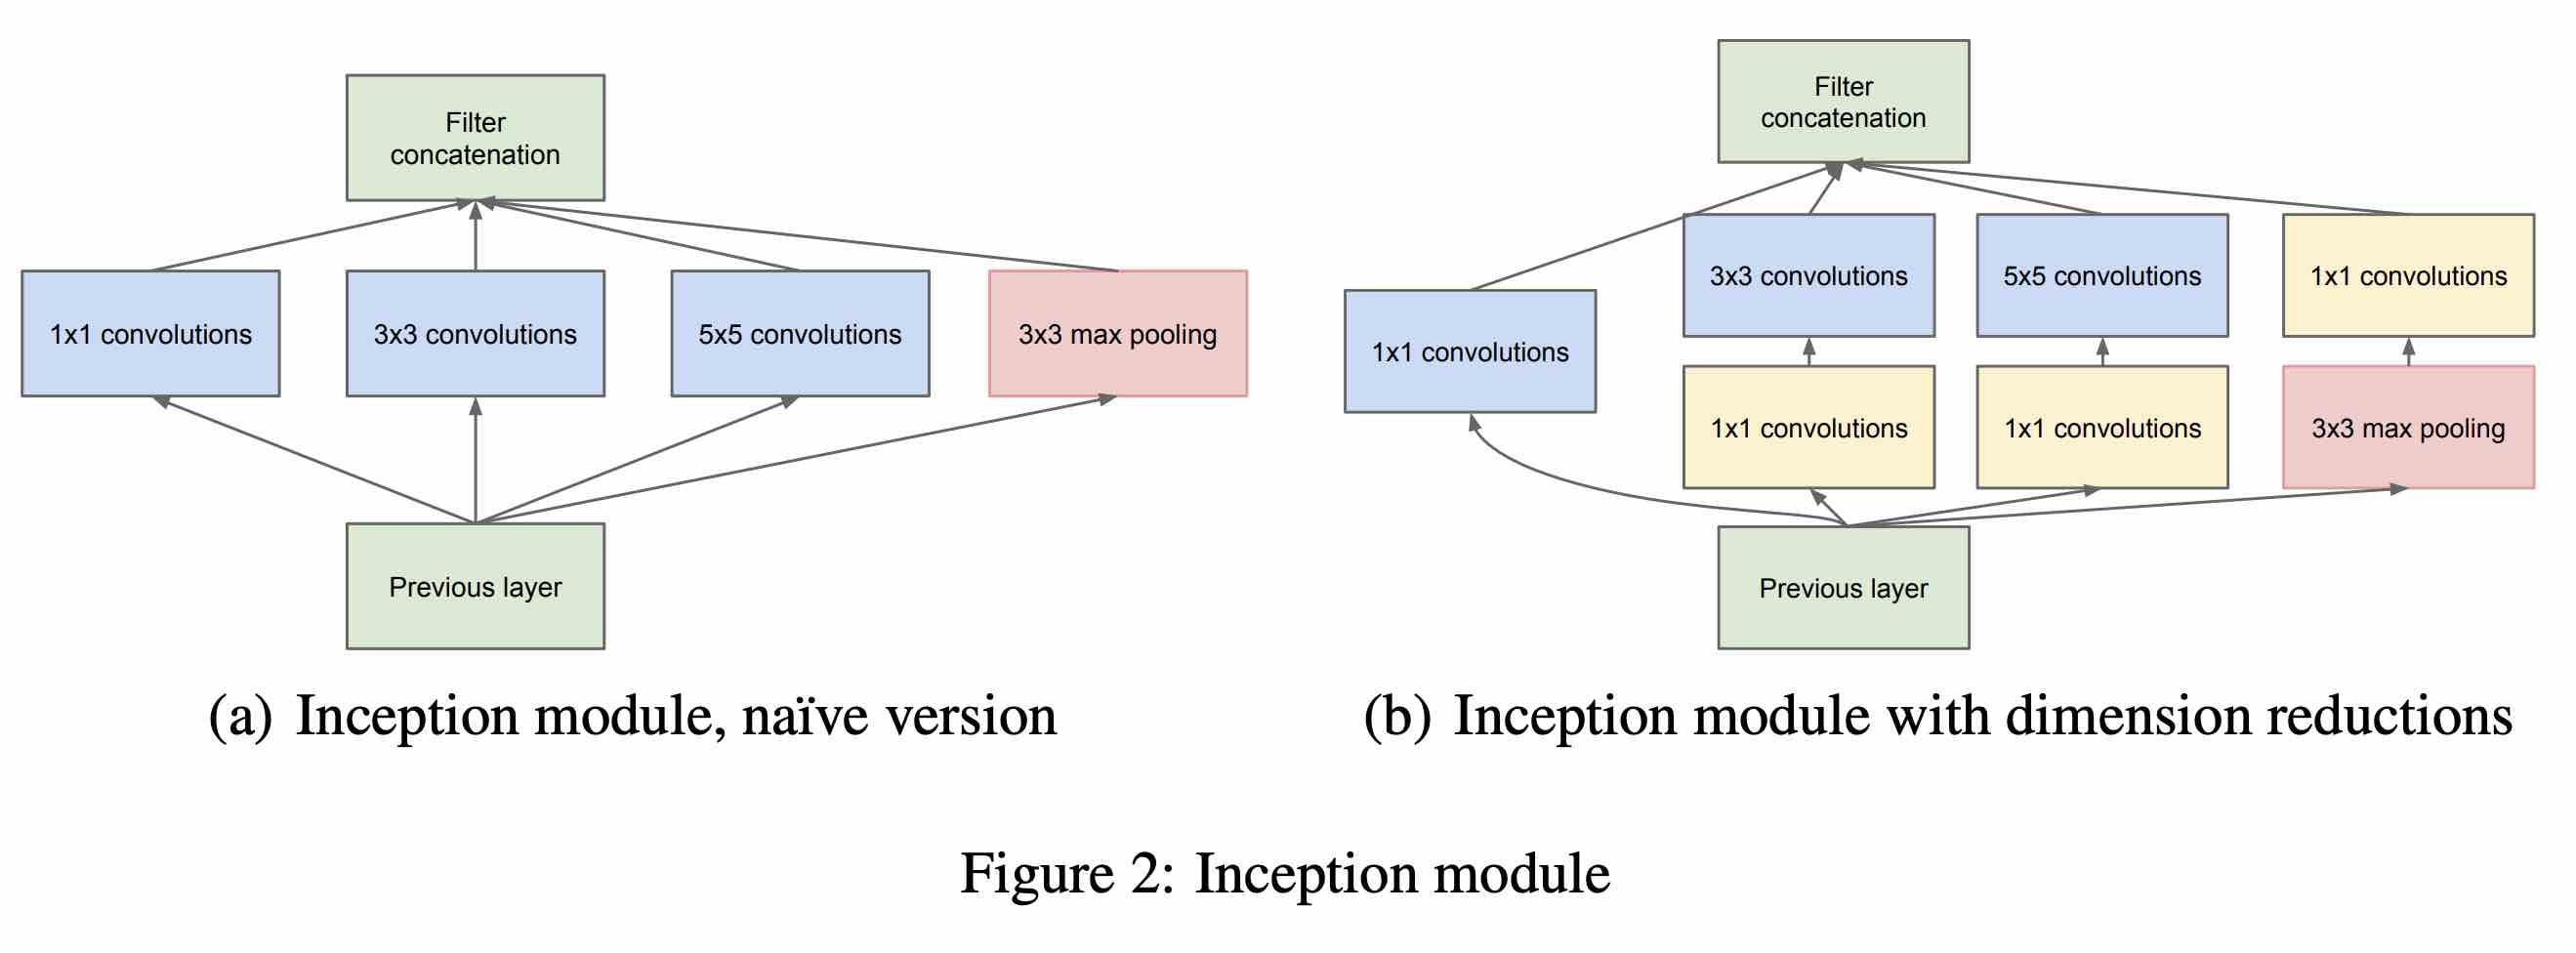 Filter
concatenation
1x1 convolutions
3x3 convolutions
5x5 convolutions
3x3 max pooling
Previous layer
(a) Inception module, naïve version
Filter
concatenation
1x1 convolutions
3x3 convolutions
5x5 convolutions
1x1 convolutions
1x1 convolutions
1x1 convolutions
3x3 max pooling
Previous layer
(b) Inception module with dimension reductions
Figure 2: Inception module